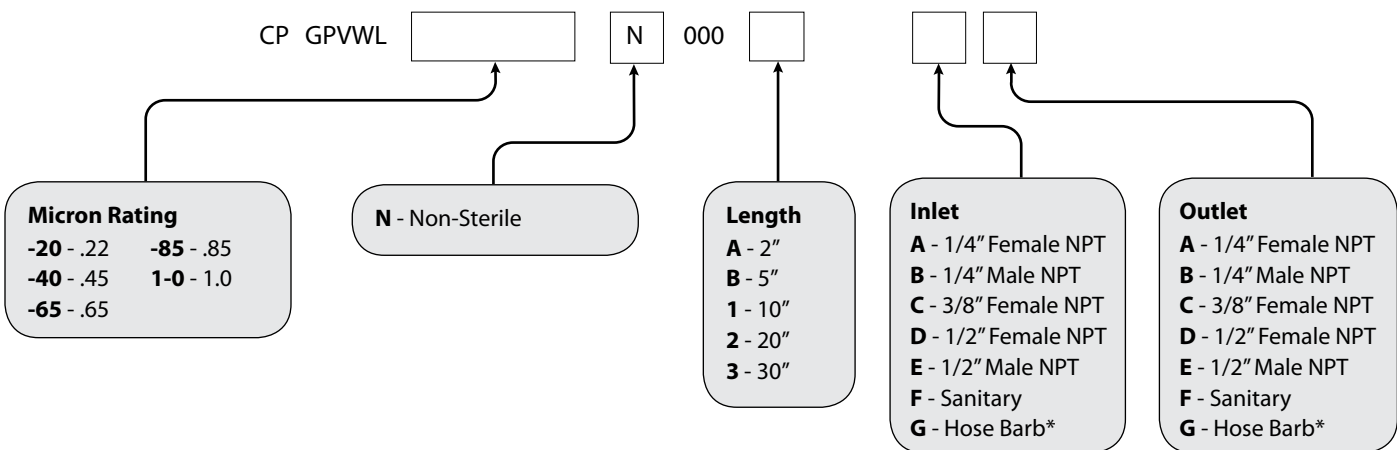 CP GPVWL N 000
Micron Rating
-20 - .22 -85 - .85
-40 - .45 1-0 - 1.0
-65 - .65
N - Non-Sterile
Length
A - 2″
B - 5″
1 - 10″
2 - 20″
3 - 30″
Inlet
A - 1/4″ Female NPT
B - 1/4″ Male NPT
C - 3/8″ Female NPT
D - 1/2″ Female NPT
E - 1/2″ Male NPT
F - Sanitary
G - Hose Barb*
Outlet
A - 1/4″ Female NPT
B - 1/4″ Male NPT
C - 3/8″ Female NPT
D - 1/2″ Female NPT
E - 1/2″ Male NPT
F - Sanitary
G - Hose Barb*